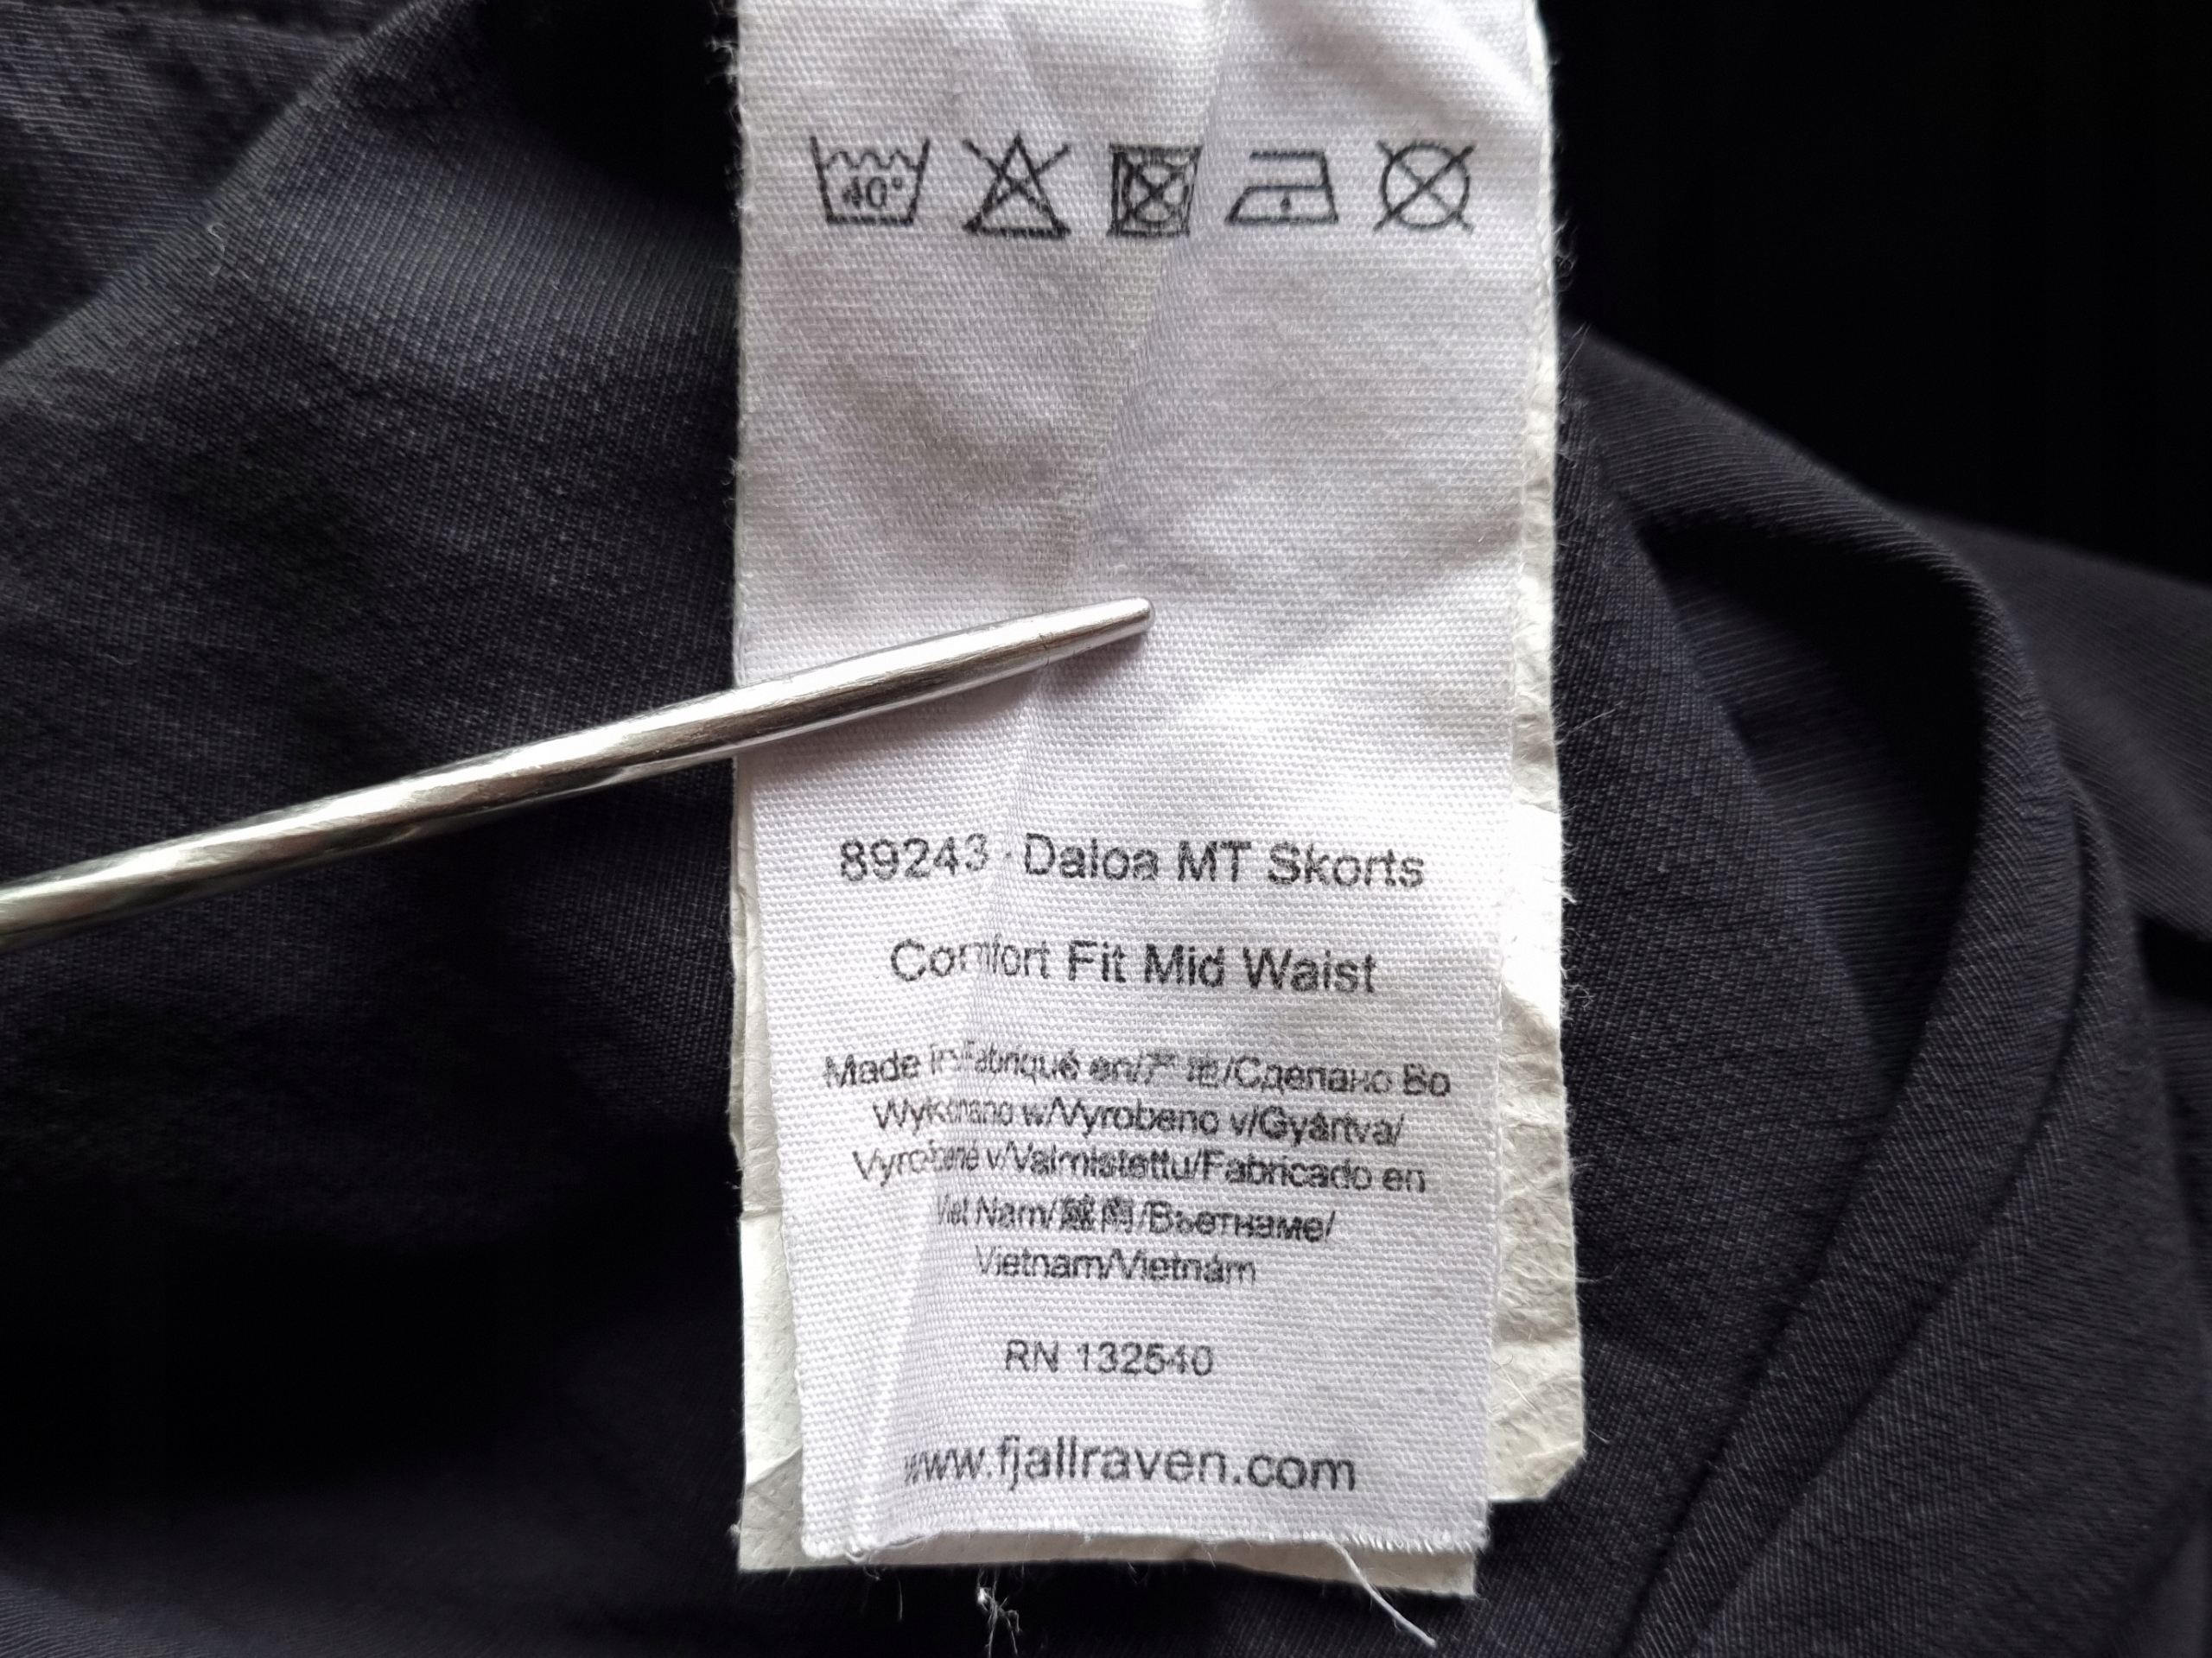 40°
89243 - Daloa MT Skorts
Comfort Fit Mid Waist
Made in/Fabriqué en/产地/Сделано Во
Wykonano w/Vyrobeno v/Gyártva/
Vyrobené v/Valmistettu/Fabricado en
Viet Nam/越南/Вьетнаме/
Vietnam/Vietnám
RN 132540
www.fjallraven.com